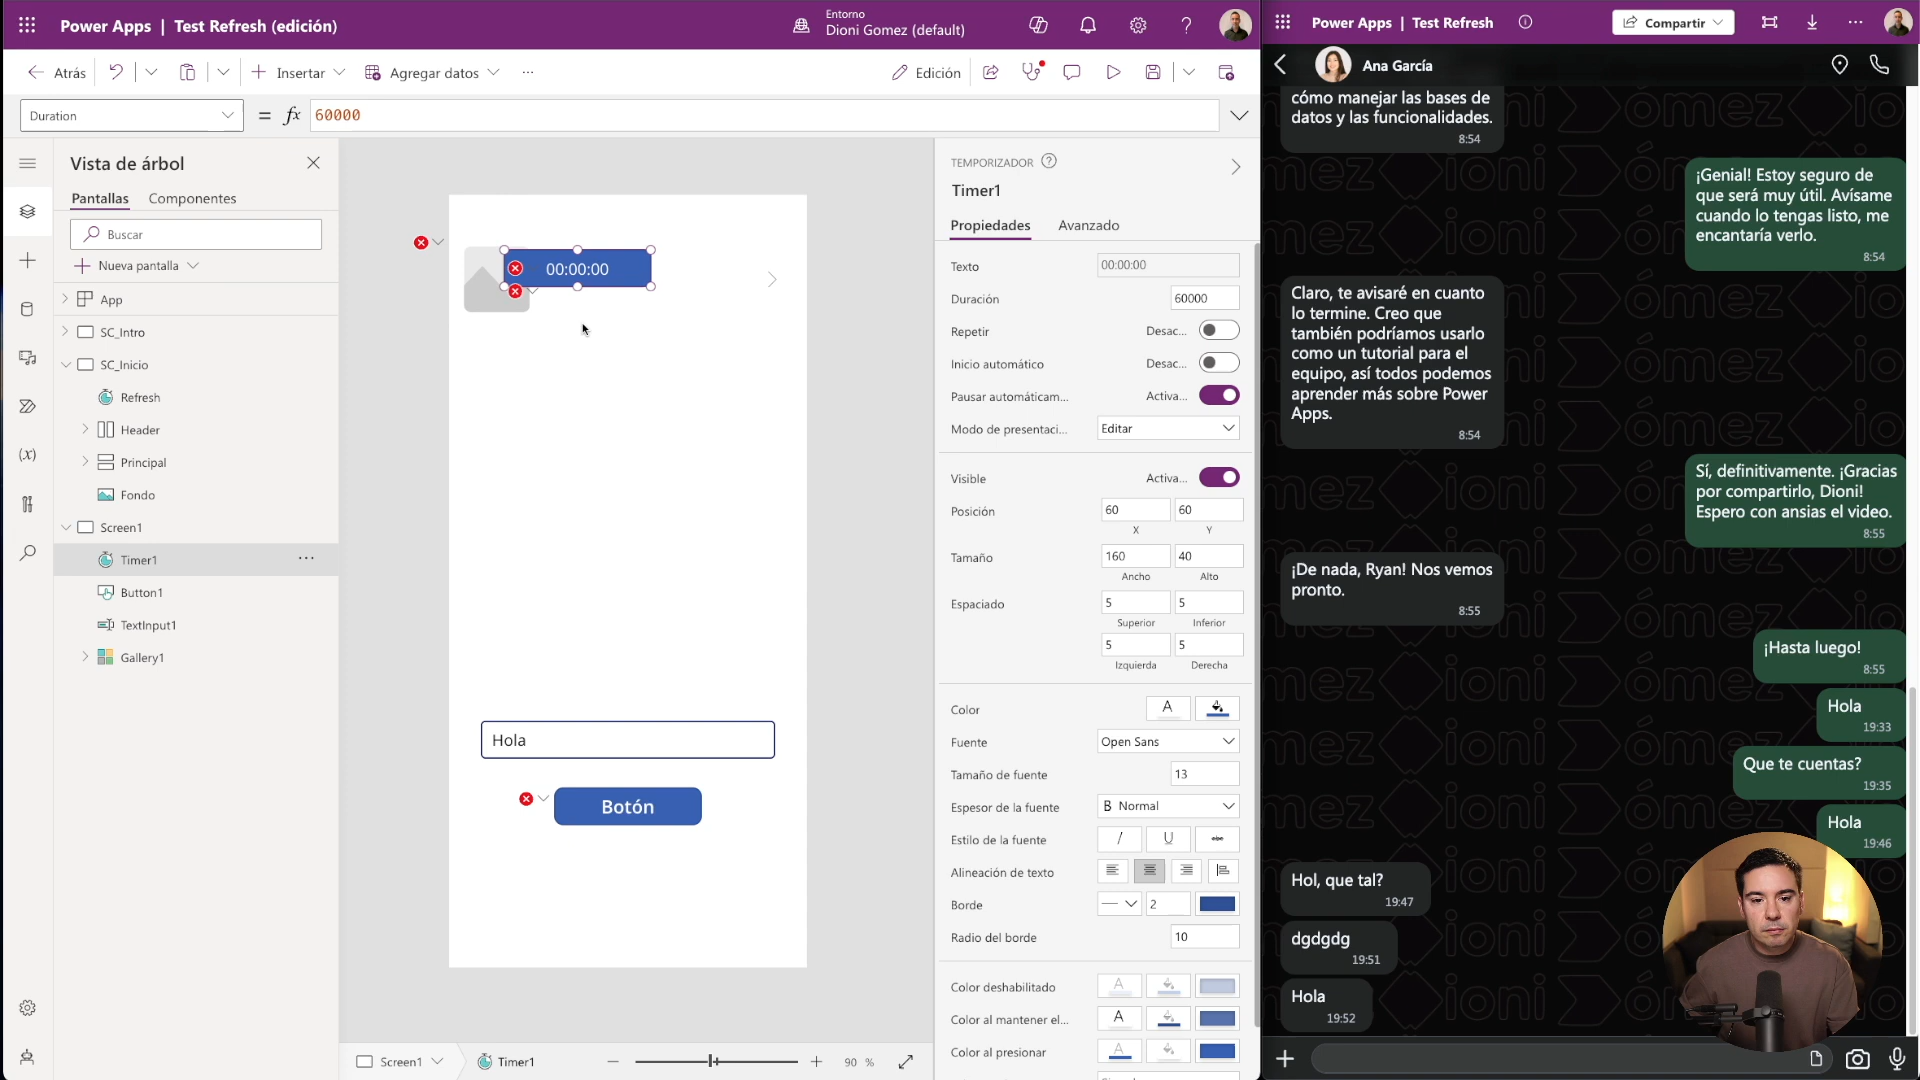 Power Apps | Test Refresh (edición)
Entorno
Dioni Gomez (default)
Atrás
Insertar
Agregar datos
...
Edición
Duration
= fx 60000
Vista de árbol
Pantallas
Componentes
Buscar
Nueva pantalla
App
SC_Intro
SC_Inicio
Refresh
Header
Principal
Fondo
Screen1
Timer1
...
Button1
TextInput1
Gallery1
00:00:00
Hola
Botón
Screen1
Timer1
90 %
TEMPORIZADOR
Timer1
Propiedades
Avanzado
Texto
00:00:00
Duración
60000
Repetir
Desac...
Inicio automático
Desac...
Pausar automáticam...
Activa...
Modo de presentaci...
Editar
Visible
Activa...
Posición
60
60
X
Y
Tamaño
160
40
Ancho
Alto
Espaciado
5
5
Superior
Inferior
5
5
Izquierda
Derecha
Color
A
Fuente
Open Sans
Tamaño de fuente
13
Espesor de la fuente
B Normal
Estilo de la fuente
/
U
abc
Alineación de texto
Borde
2
Radio del borde
10
Color deshabilitado
A
Color al mantener el...
A
Color al presionar
A
Power Apps | Test Refresh
Compartir
Ana García
cómo manejar las bases de
datos y las funcionalidades.
8:54
¡Genial! Estoy seguro de
que será muy útil. Avísame
cuando lo tengas listo, me
encantaría verlo.
8:54
Claro, te avisaré en cuanto
lo termine. Creo que
también podríamos usarlo
como un tutorial para el
equipo, así todos podemos
aprender más sobre Power
Apps.
8:54
Sí, definitivamente. ¡Gracias
por compartirlo, Dioni!
Espero con ansias el video.
8:55
¡De nada, Ryan! Nos vemos
pronto.
8:55
¡Hasta luego!
8:55
Hola
19:33
Que te cuentas?
19:35
Hola
19:46
Hol, que tal?
19:47
dgdgdg
19:51
Hola
19:52